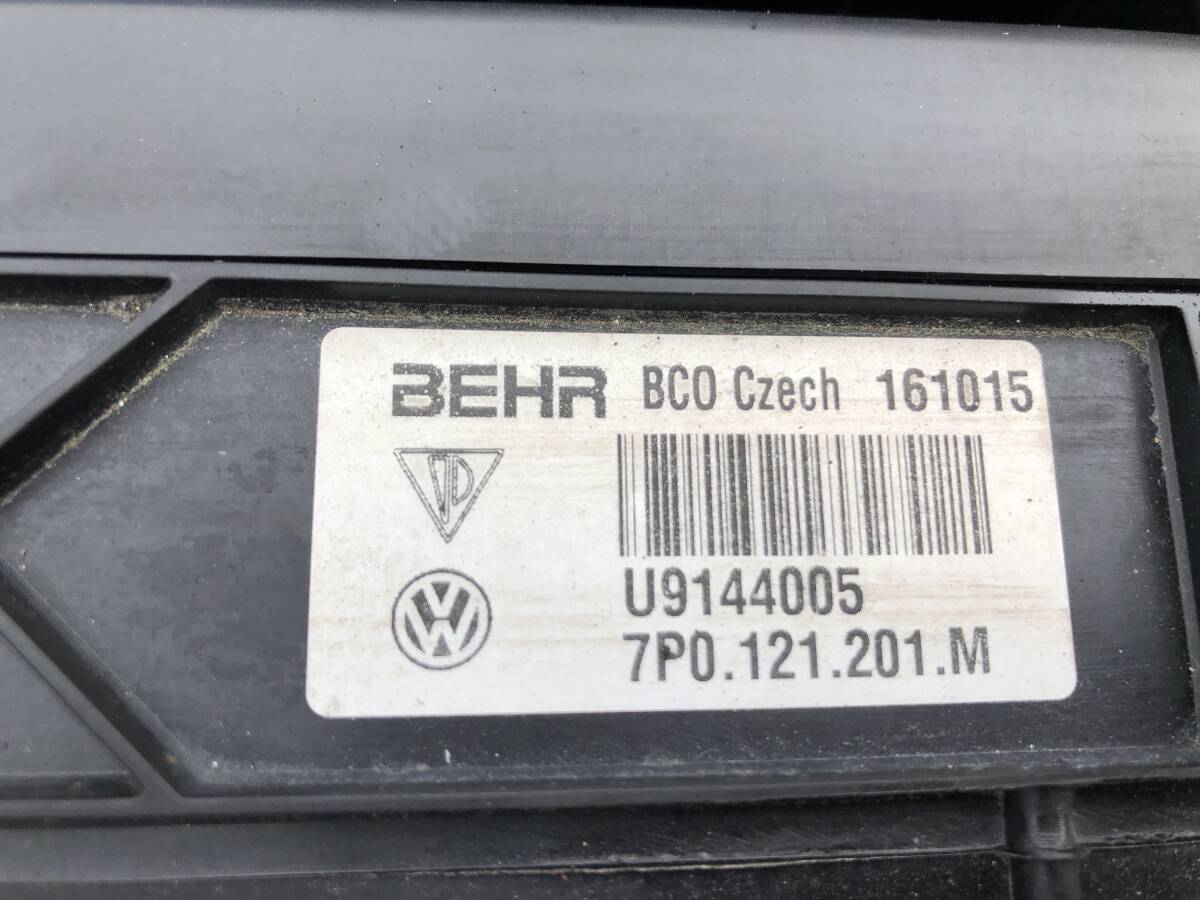 BEHR BCO Czech 161015
U9144005
7P0.121.201.M